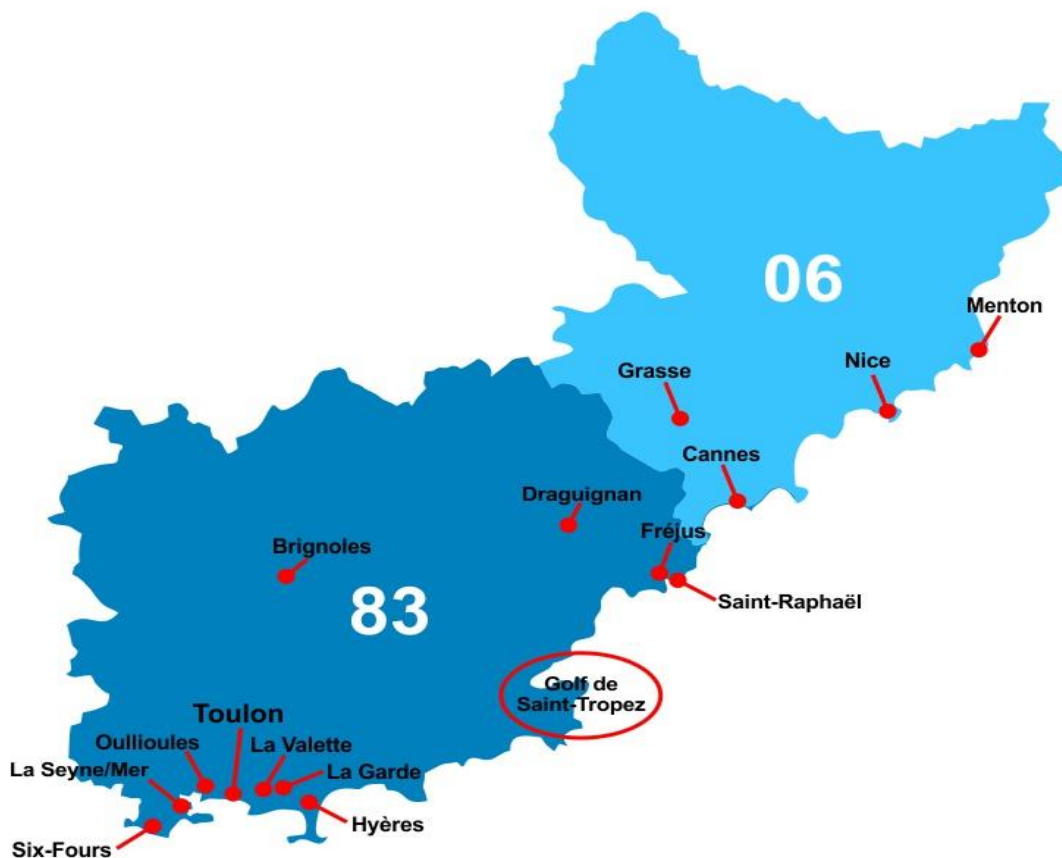 06
Menton
Nice
Grasse
Cannes
Draguignan
Fréjus
Brignoles
83
Saint-Raphaël
Golf de
Saint-Tropez
Toulon
Oullioules
La Valette
La Seyne/Mer
La Garde
Hyères
Six-Fours